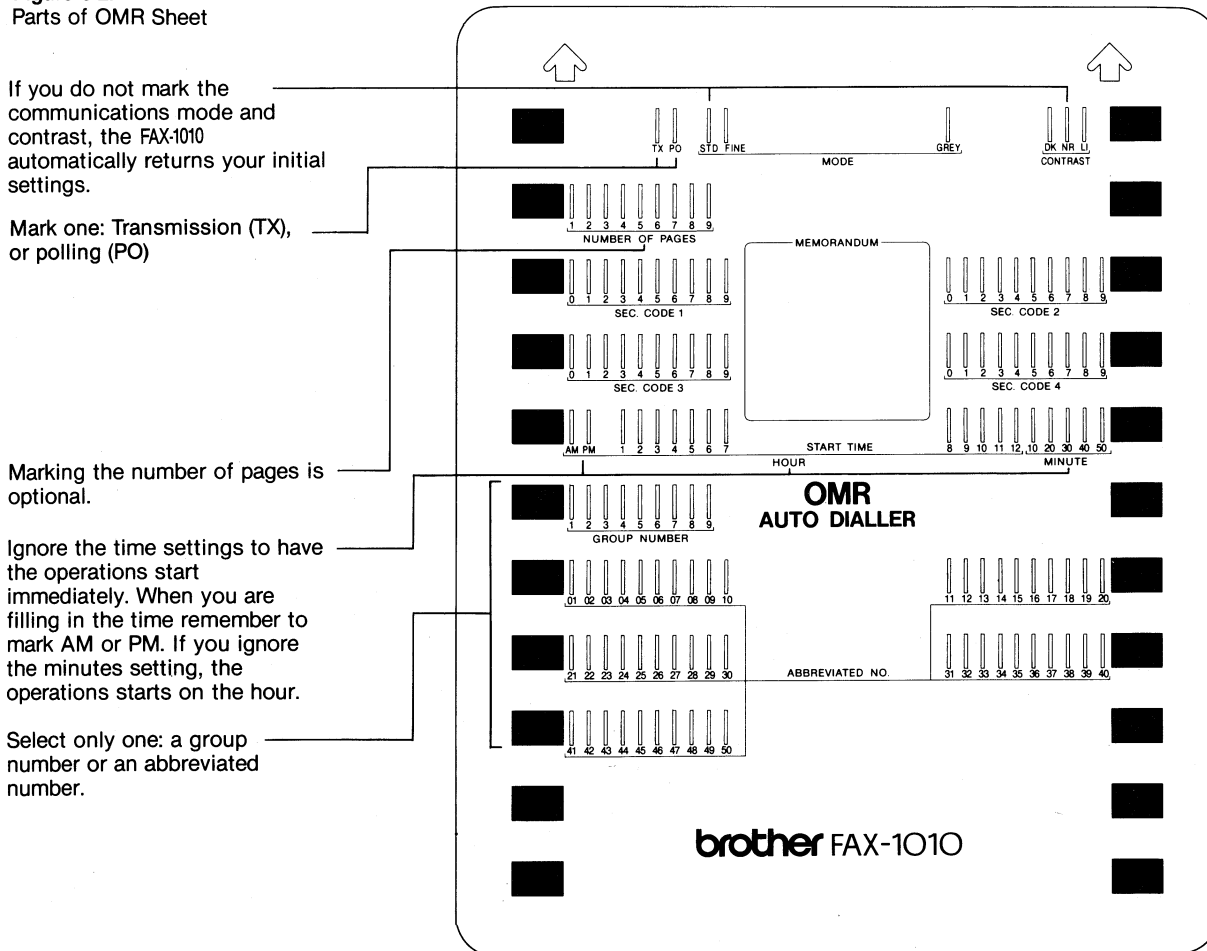 Parts of OMR Sheet
If you do not mark the
communications mode and
contrast, the FAX-1010
automatically returns your initial
settings.
Mark one: Transmission (TX),
or polling (PO)
Marking the number of pages is
optional.
Ignore the time settings to have
the operations start
immediately. When you are
filling in the time remember to
mark AM or PM. If you ignore
the minutes setting, the
operations starts on the hour.
Select only one: a group
number or an abbreviated
number.
TX PO STD FINE GREY DK NR LI
MODE CONTRAST
1 2 3 4 5 6 7 8 9
NUMBER OF PAGES
MEMORANDUM
0 1 2 3 4 5 6 7 8 9 0 1 2 3 4 5 6 7 8 9
SEC. CODE 1 SEC. CODE 2
0 1 2 3 4 5 6 7 8 9 0 1 2 3 4 5 6 7 8 9
SEC. CODE 3 SEC. CODE 4
AM PM 1 2 3 4 5 6 7 START TIME 8 9 10 11 12 10 20 30 40 50
HOUR MINUTE
OMR
AUTO DIALLER
1 2 3 4 5 6 7 8 9
GROUP NUMBER
01 02 03 04 05 06 07 08 09 10 11 12 13 14 15 16 17 18 19 20
21 22 23 24 25 26 27 28 29 30 ABBREVIATED NO. 31 32 33 34 35 36 37 38 39 40
41 42 43 44 45 46 47 48 49 50
brother FAX-1010